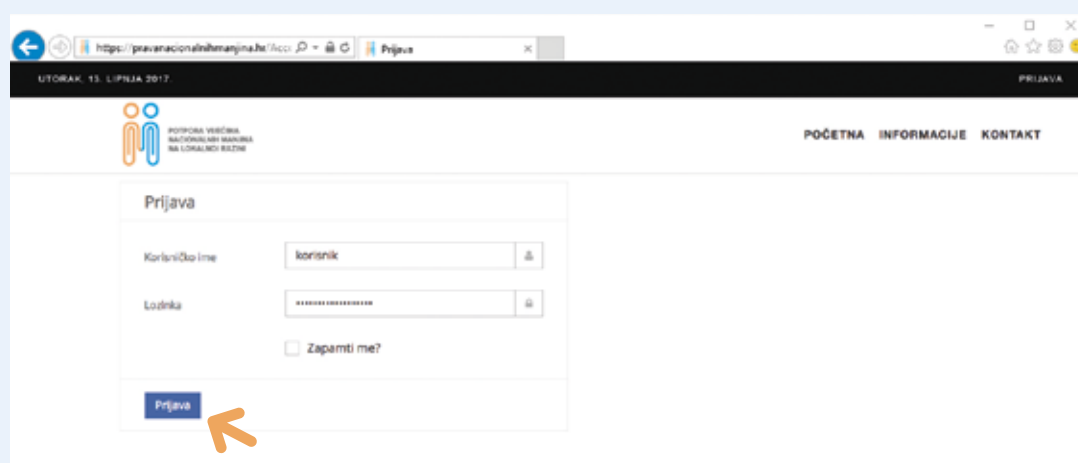 https://pravanacionalnihmanjina.hr/Acc Prijava
UTORAK, 13. LIPNJA 2017. PRIJAVA
POTPORA VIJEĆIMA
NACIONALNIH MANJINA
NA LOKALNOJ RAZINI
POČETNA INFORMACIJE KONTAKT
Prijava
Korisničko ime korisnik
Lozinka
Zapamti me?
Prijava